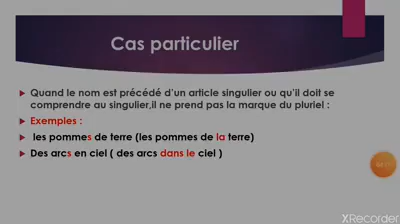 Cas particulier
Quand le nom est précédé d'un article singulier ou qu'il doit se
comprendre au singulier,il ne prend pas la marque du pluriel :
Exemples :
les pommes de terre (les pommes de la terre)
Des arcs en ciel ( des arcs dans le ciel )
XRecorder